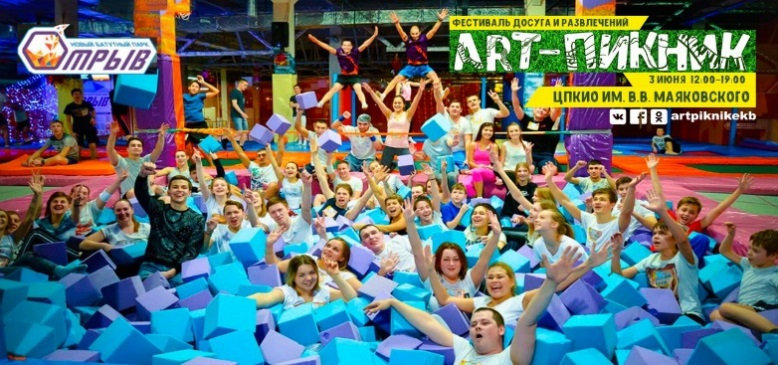 НОВЫЙ БАТУТНЫЙ ПАРК
ОТРЫВ
ФЕСТИВАЛЬ ДОСУГА И РАЗВЛЕЧЕНИЙ
ART-ПИКНИК
3 ИЮНЯ 12:00-19:00
ЦПКИО ИМ. В.В. МАЯКОВСКОГО
artpiknikekb